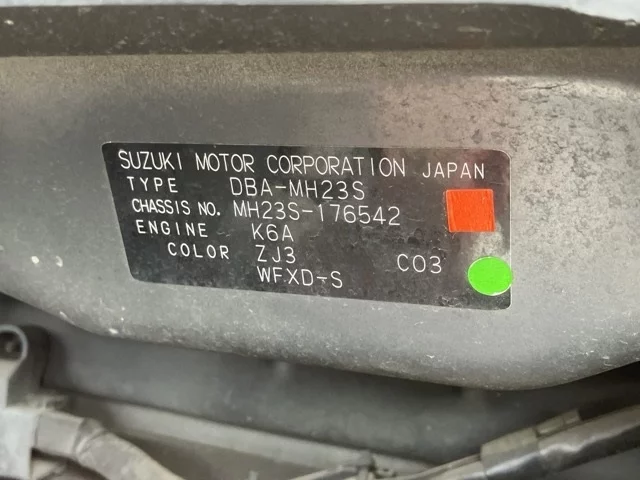 SUZUKI MOTOR CORPORATION JAPAN
TYPE DBA-MH23S
CHASSIS NO. MH23S-176542
ENGINE K6A
COLOR ZJ3 C03
WFXD-S